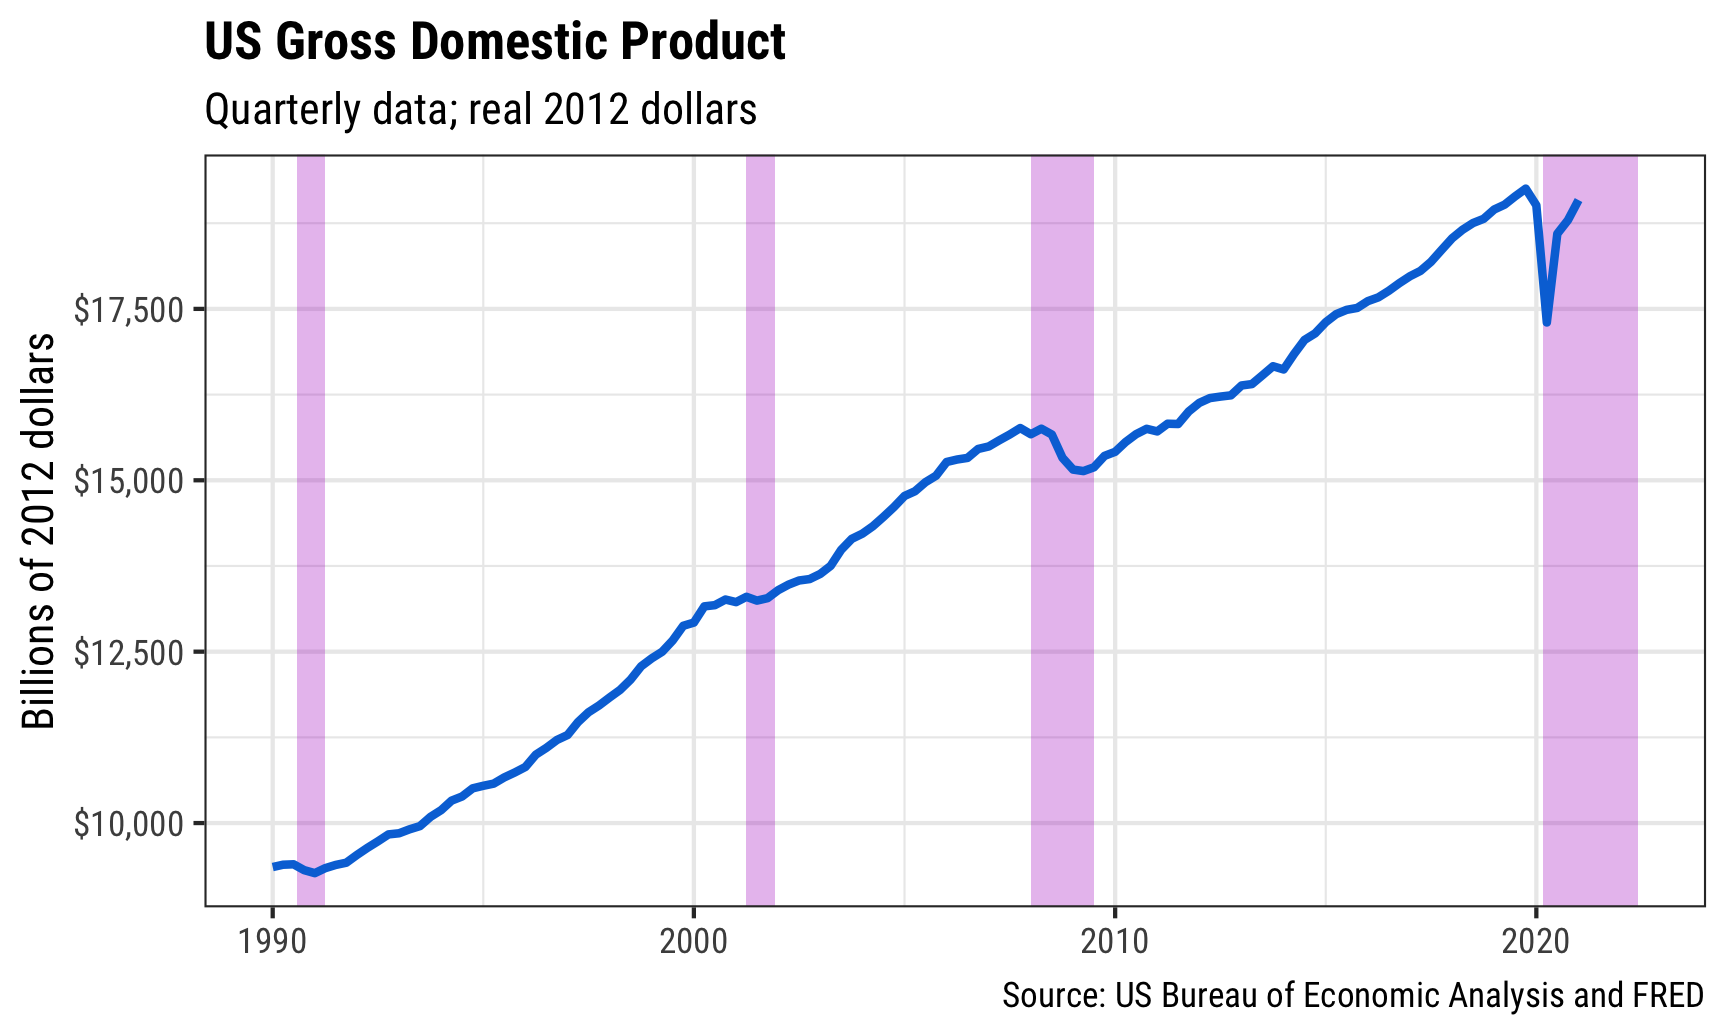 US Gross Domestic Product
Quarterly data; real 2012 dollars
Billions of 2012 dollars
$17,500
$15,000
$12,500
$10,000
1990 2000 2010 2020
Source: US Bureau of Economic Analysis and FRED